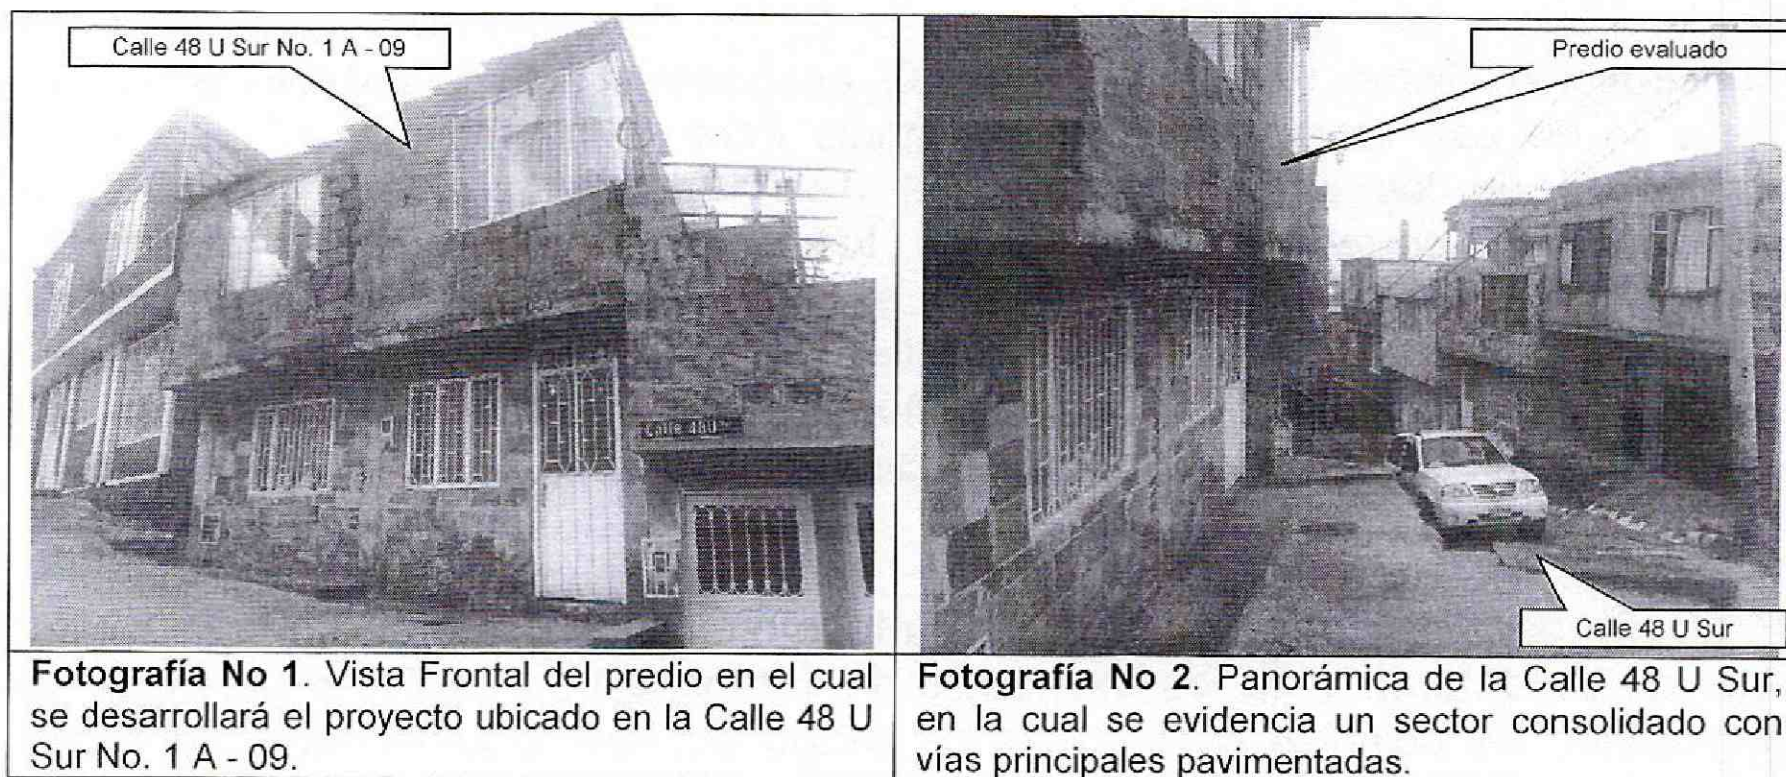 Calle 48 U Sur No. 1 A - 09
Calle 48U
Fotografía No 1. Vista Frontal del predio en el cual
se desarrollará el proyecto ubicado en la Calle 48 U
Sur No. 1 A - 09.
Predio evaluado
Calle 48 U Sur
Fotografía No 2. Panorámica de la Calle 48 U Sur,
en la cual se evidencia un sector consolidado con
vías principales pavimentadas.